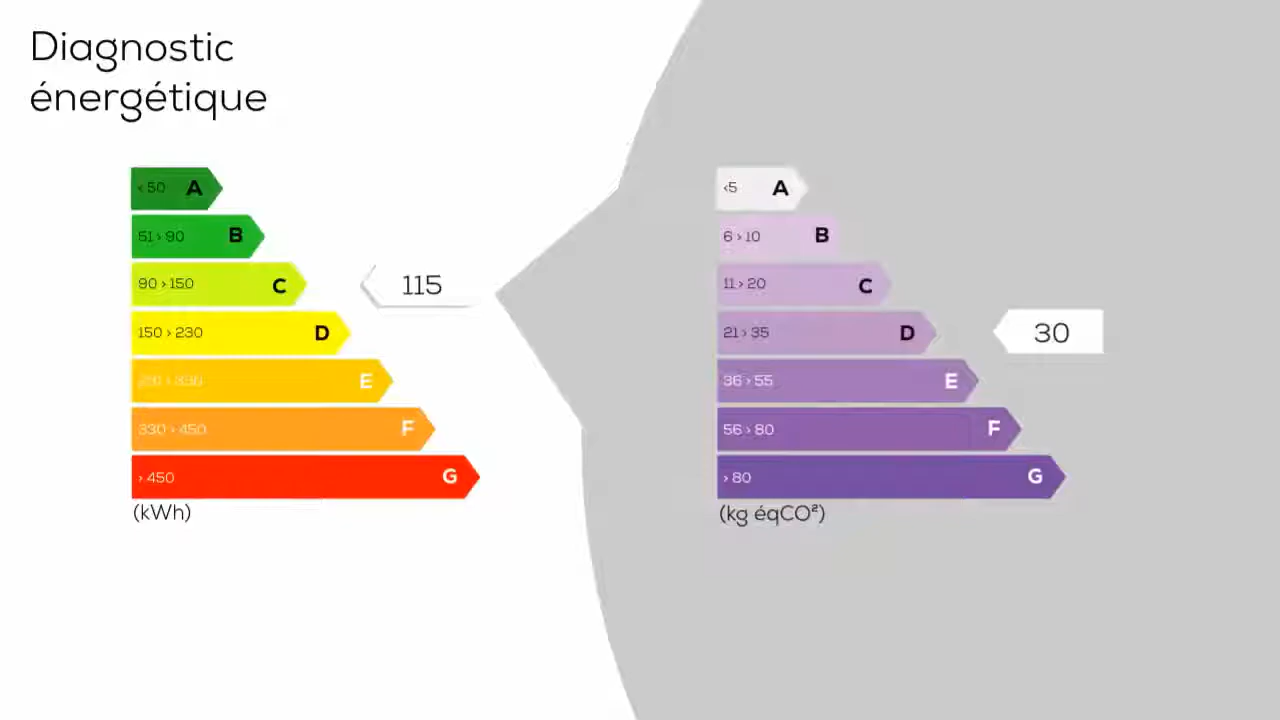 Diagnostic
énergétique
< 50 A
51 > 90 B
90 > 150 C
115
150 > 230 D
E
330 > 450 F
> 450 G
(kWh)
<5 A
6 > 10 B
11 > 20 C
21 > 35 D
30
36 > 55 E
56 > 80 F
> 80 G
(kg éqCO²)